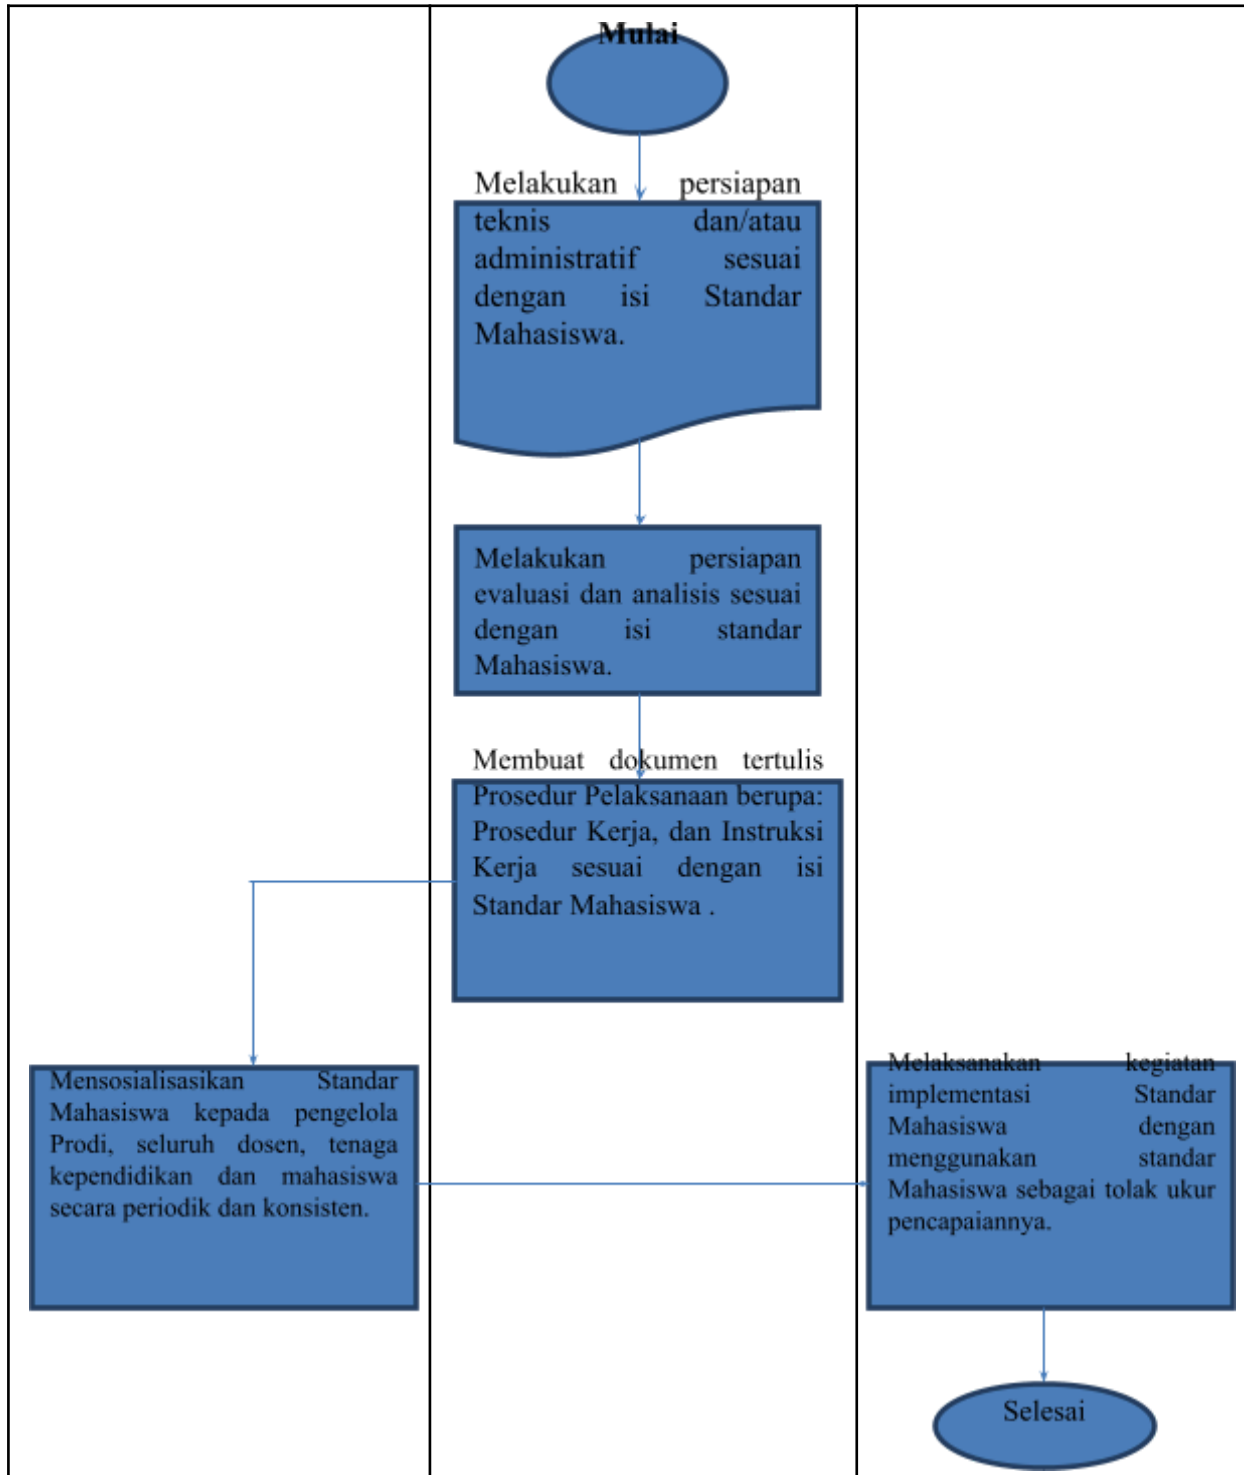 Mulai
Melakukan persiapan
teknis dan/atau
administratif sesuai
dengan isi Standar
Mahasiswa.
Melakukan persiapan
evaluasi dan analisis sesuai
dengan isi standar
Mahasiswa.
Membuat dokumen tertulis
Prosedur Pelaksanaan berupa:
Prosedur Kerja, dan Instruksi
Kerja sesuai dengan isi
Standar Mahasiswa .
Mensosialisasikan Standar
Mahasiswa kepada pengelola
Prodi, seluruh dosen, tenaga
kependidikan dan mahasiswa
secara periodik dan konsisten.
Melaksanakan kegiatan
implementasi Standar
Mahasiswa dengan
menggunakan standar
Mahasiswa sebagai tolak ukur
pencapaiannya.
Selesai